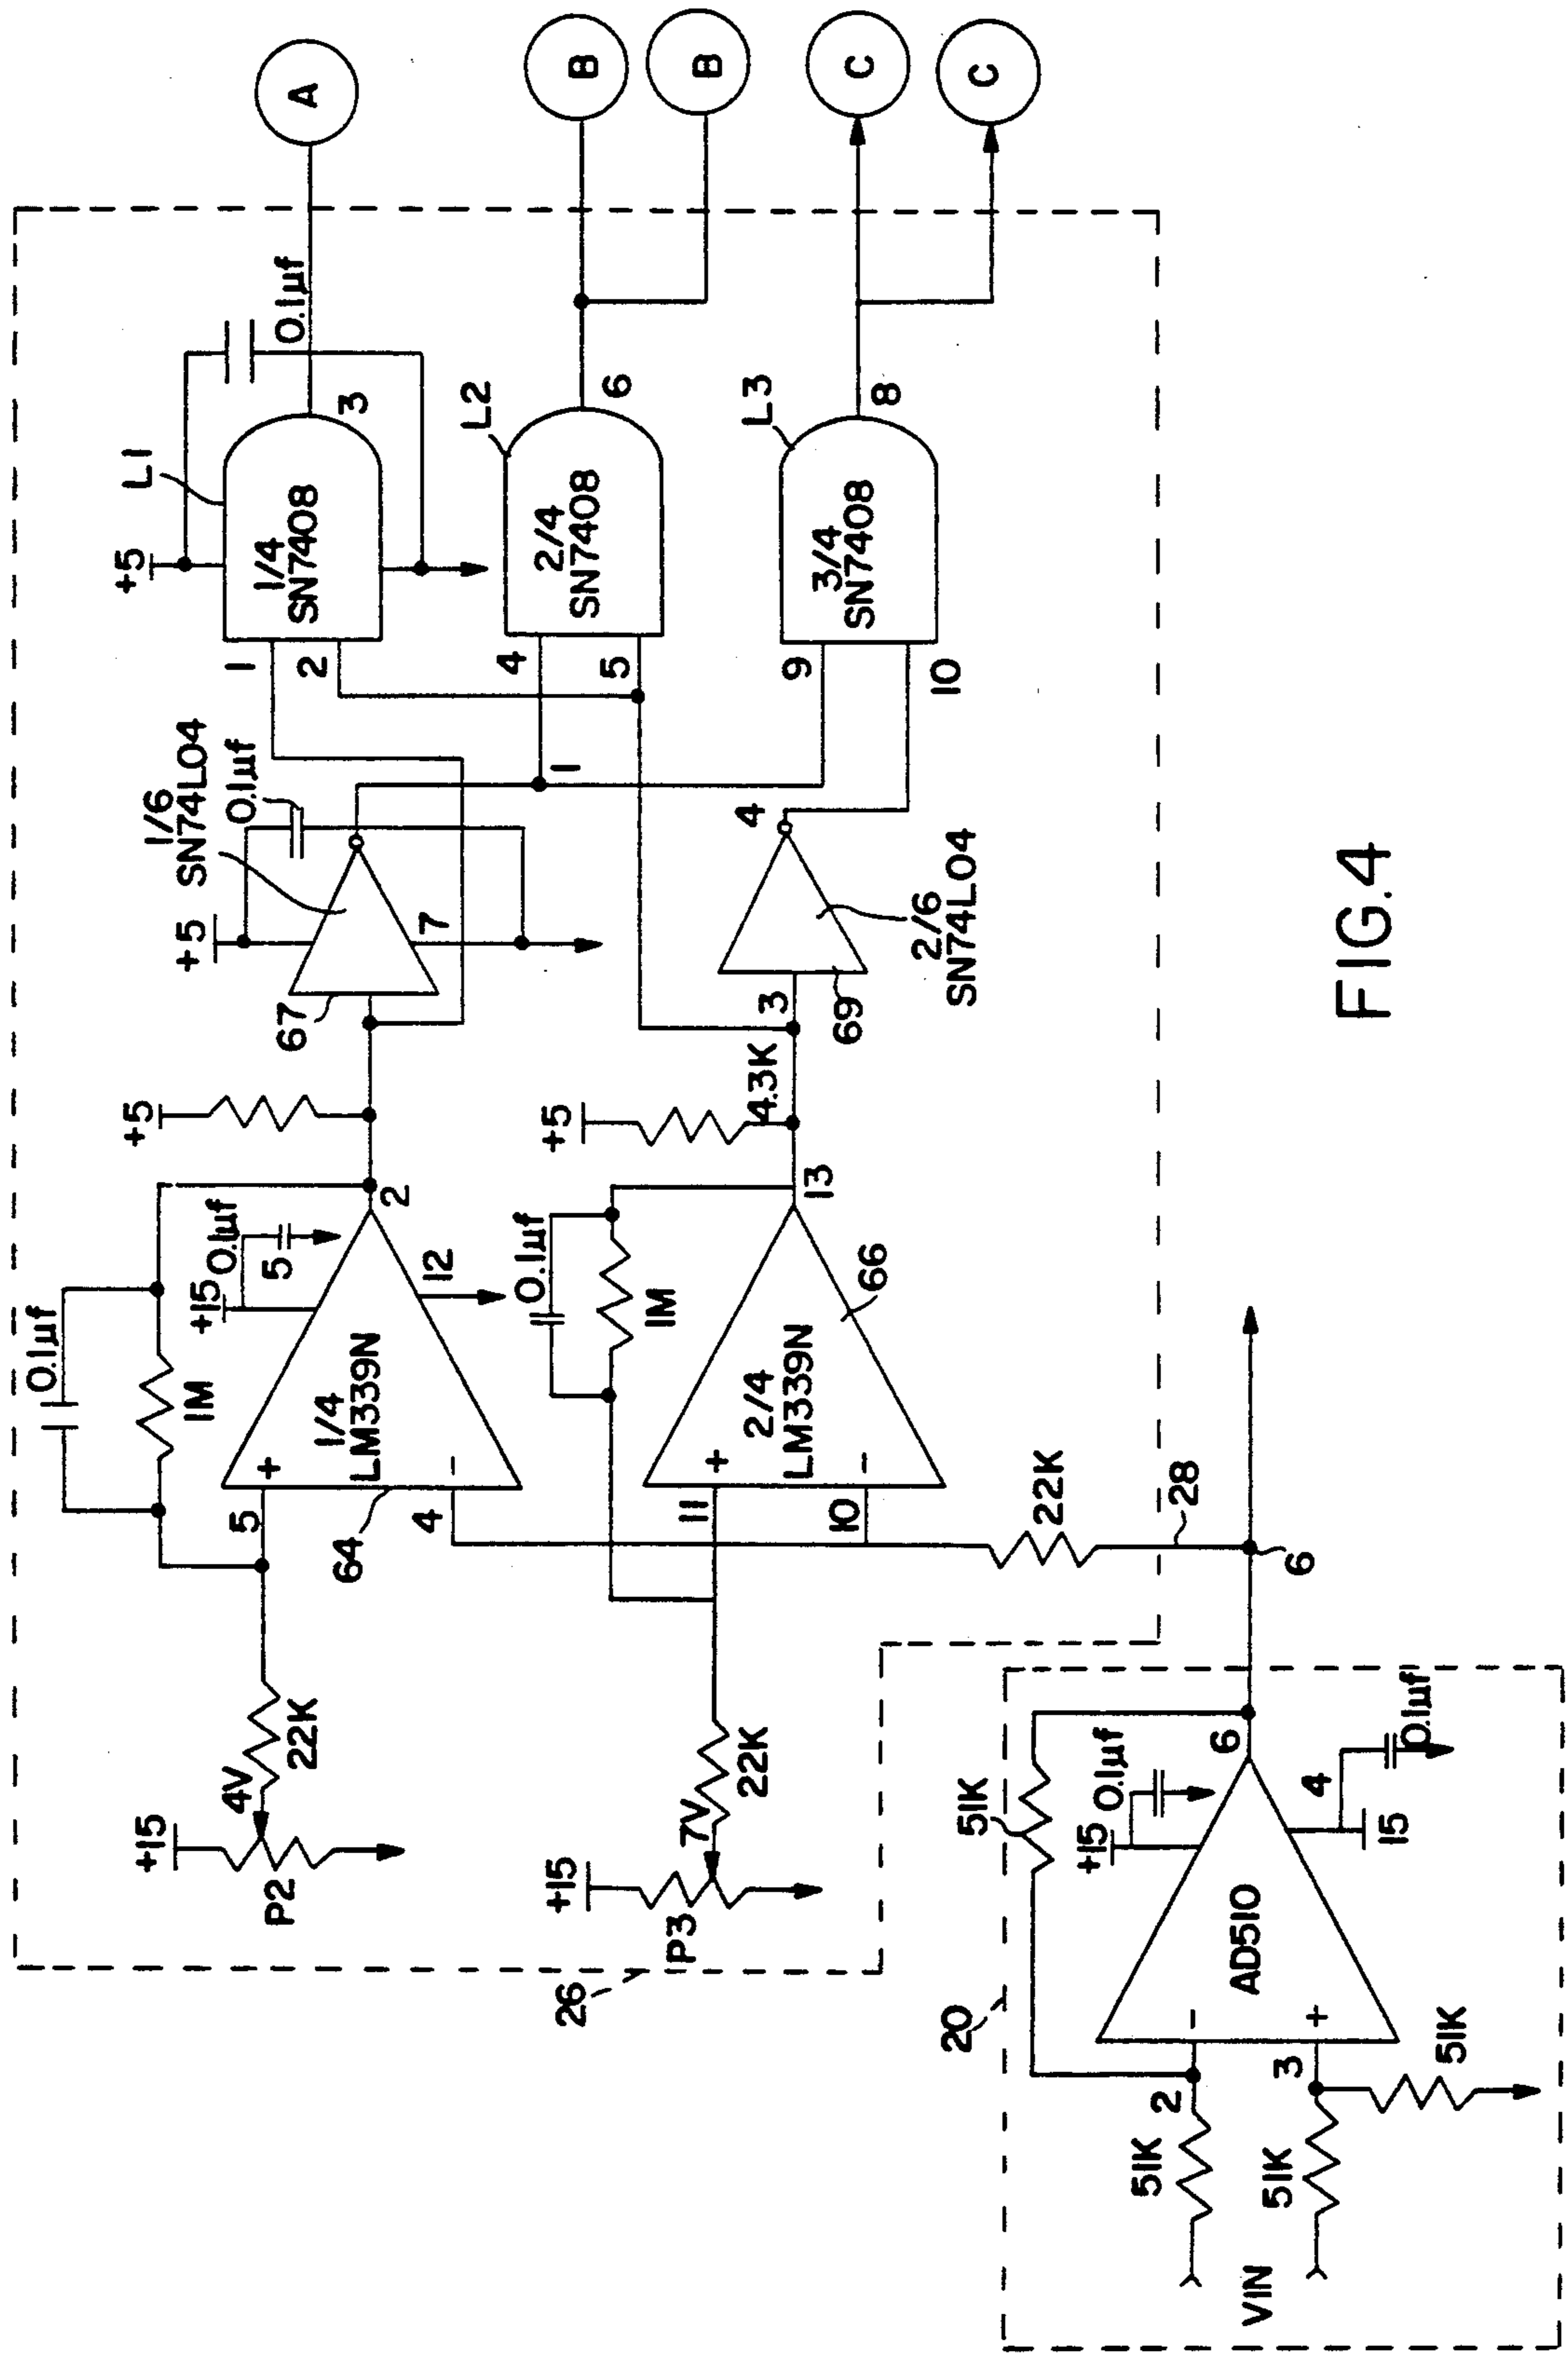 A
B
B
C
C
0.1µf
L1
+5
1/4
SN7408
3
1
2
L2
2/4
SN7408
6
4
5
L3
3/4
SN7408
8
9
10
1/6
SN74L04
0.1µf
+5
7
67
1
4
2/6
SN74L04
3
69
+5
+5
4.3K
0.1µf
1M
+15
0.1µf
5
2
12
1/4
LM339N
+
-
5
4
64
0.1µf
1M
13
66
2/4
LM339N
+
-
11
10
22K
28
6
4V
22K
+15
P2
7V
22K
+15
P3
26
20
51K
+15
0.1µf
6
4
0.1µf
15
AD510
-
+
2
3
51K
51K
51K
VIN
FIG.4